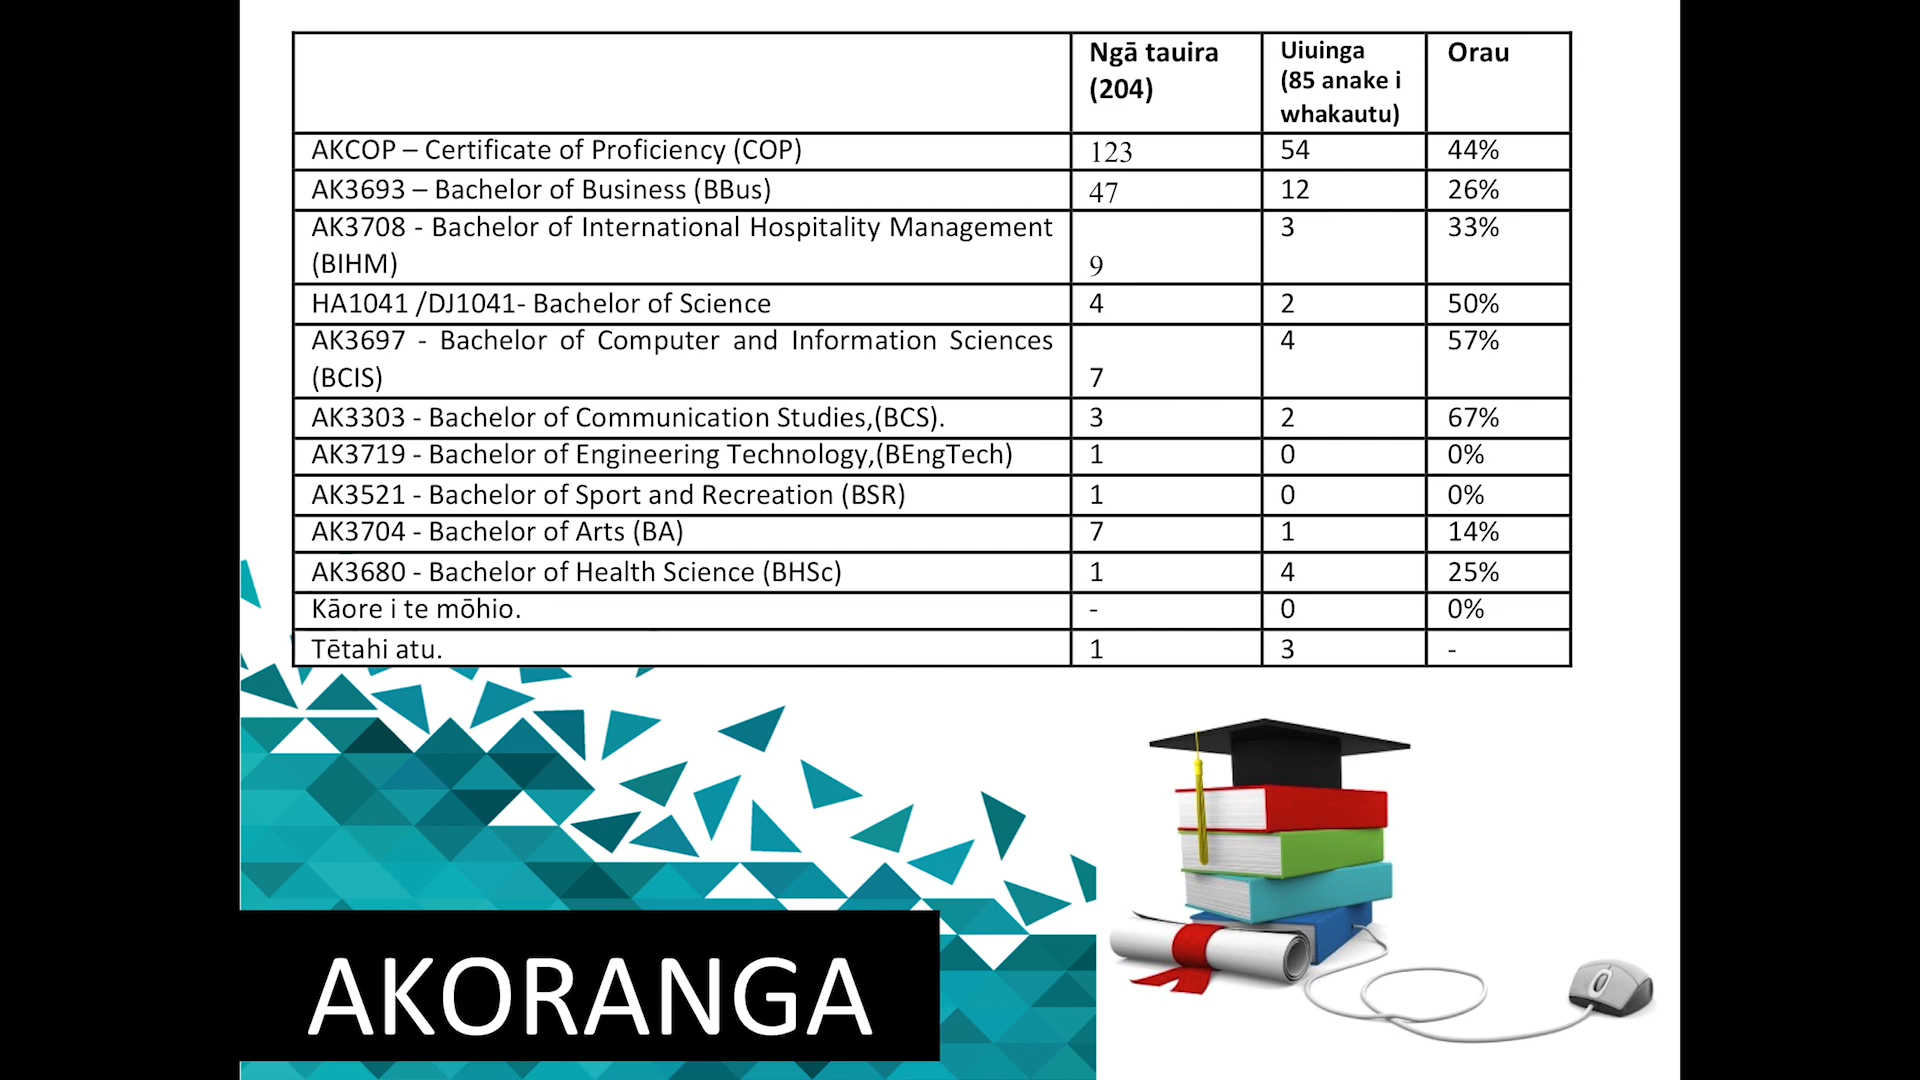 Ngā tauira
(204)
Uiuinga
(85 anake i
whakautu)
Orau
AKCOP – Certificate of Proficiency (COP) 123 54 44%
AK3693 – Bachelor of Business (BBus) 47 12 26%
AK3708 - Bachelor of International Hospitality Management
(BIHM) 9 3 33%
HA1041 /DJ1041- Bachelor of Science 4 2 50%
AK3697 - Bachelor of Computer and Information Sciences
(BCIS) 7 4 57%
AK3303 - Bachelor of Communication Studies,(BCS). 3 2 67%
AK3719 - Bachelor of Engineering Technology,(BEngTech) 1 0 0%
AK3521 - Bachelor of Sport and Recreation (BSR) 1 0 0%
AK3704 - Bachelor of Arts (BA) 7 1 14%
AK3680 - Bachelor of Health Science (BHSc) 1 4 25%
Kāore i te mōhio. - 0 0%
Tētahi atu. 1 3 -
AKORANGA